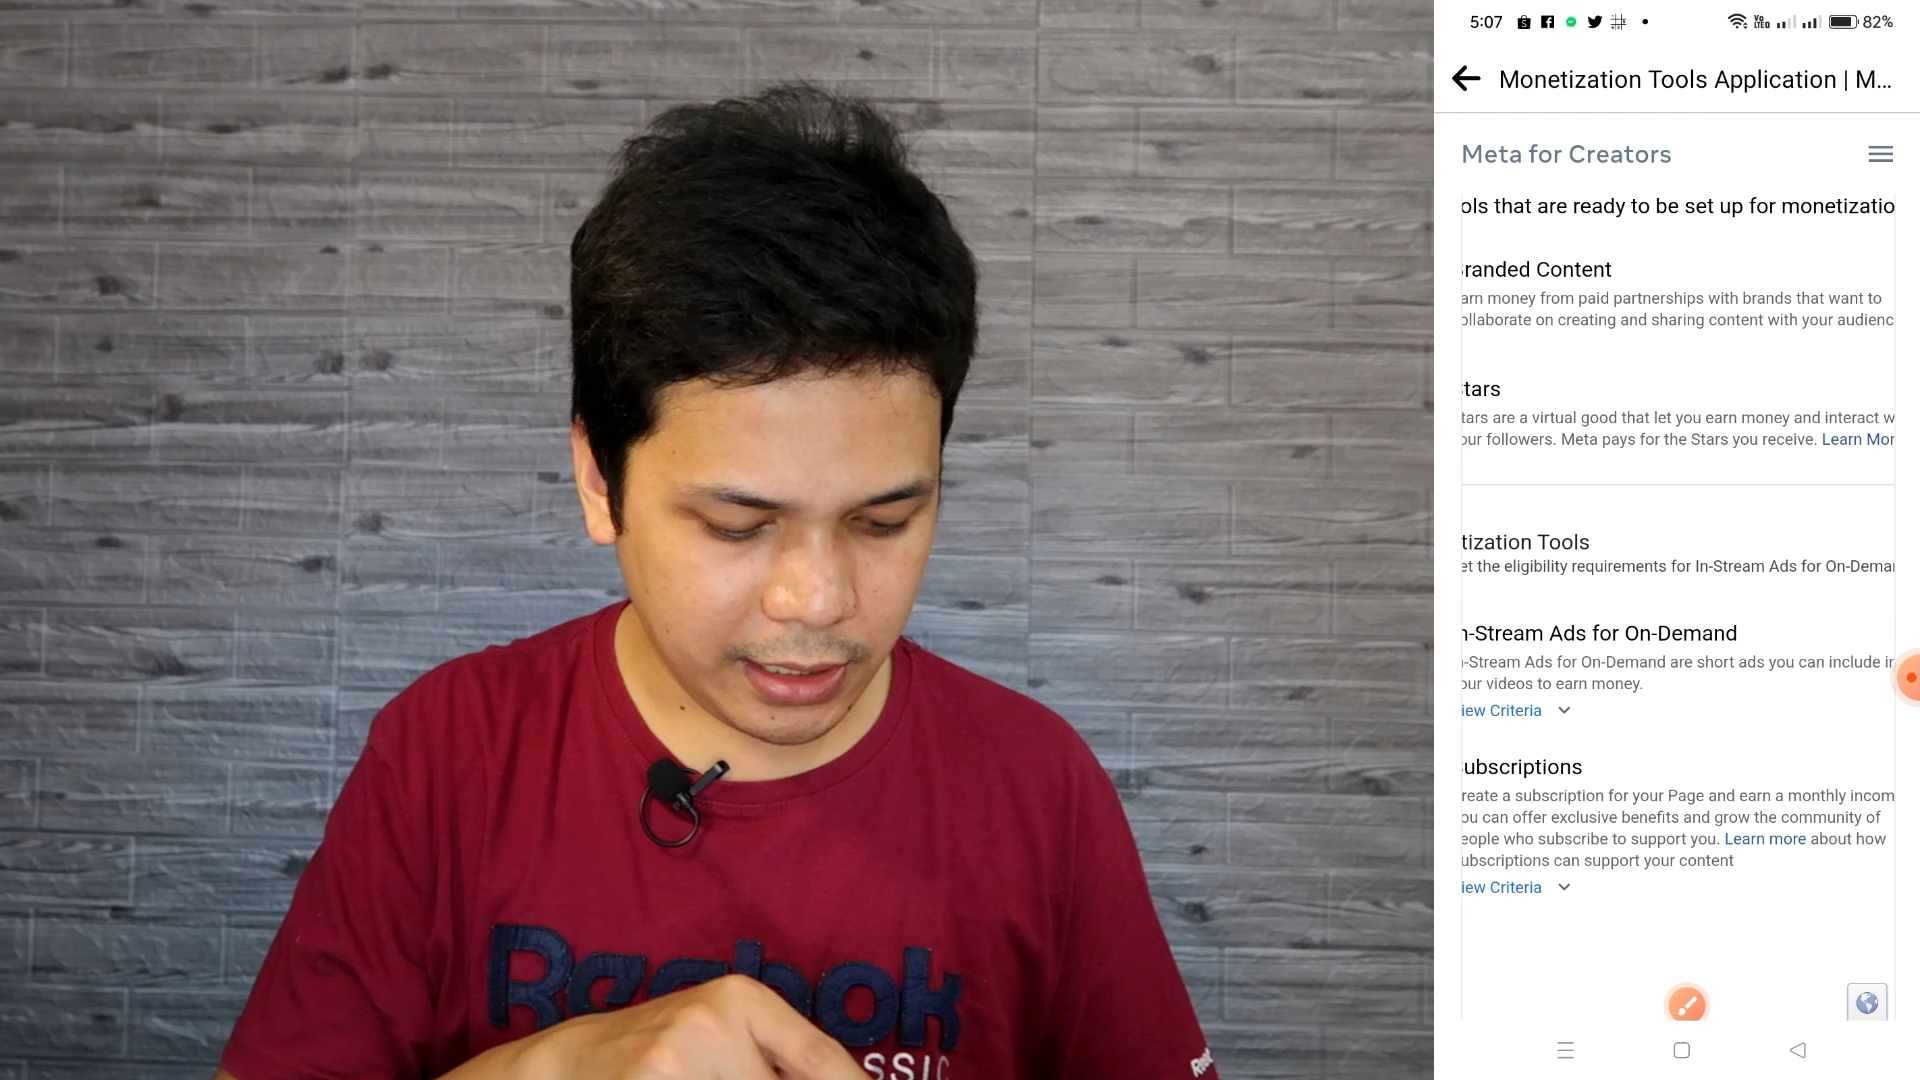 5:07
82%
Monetization Tools Application | M...
Meta for Creators
ols that are ready to be set up for monetizatio
randed Content
arn money from paid partnerships with brands that want to
ollaborate on creating and sharing content with your audienc
tars
tars are a virtual good that let you earn money and interact w
our followers. Meta pays for the Stars you receive. Learn Mor
tization Tools
et the eligibility requirements for In-Stream Ads for On-Demar
n-Stream Ads for On-Demand
-Stream Ads for On-Demand are short ads you can include ir
our videos to earn money.
iew Criteria
ubscriptions
reate a subscription for your Page and earn a monthly incom
ou can offer exclusive benefits and grow the community of
eople who subscribe to support you. Learn more about how
ubscriptions can support your content
iew Criteria
Reebok
SSIC